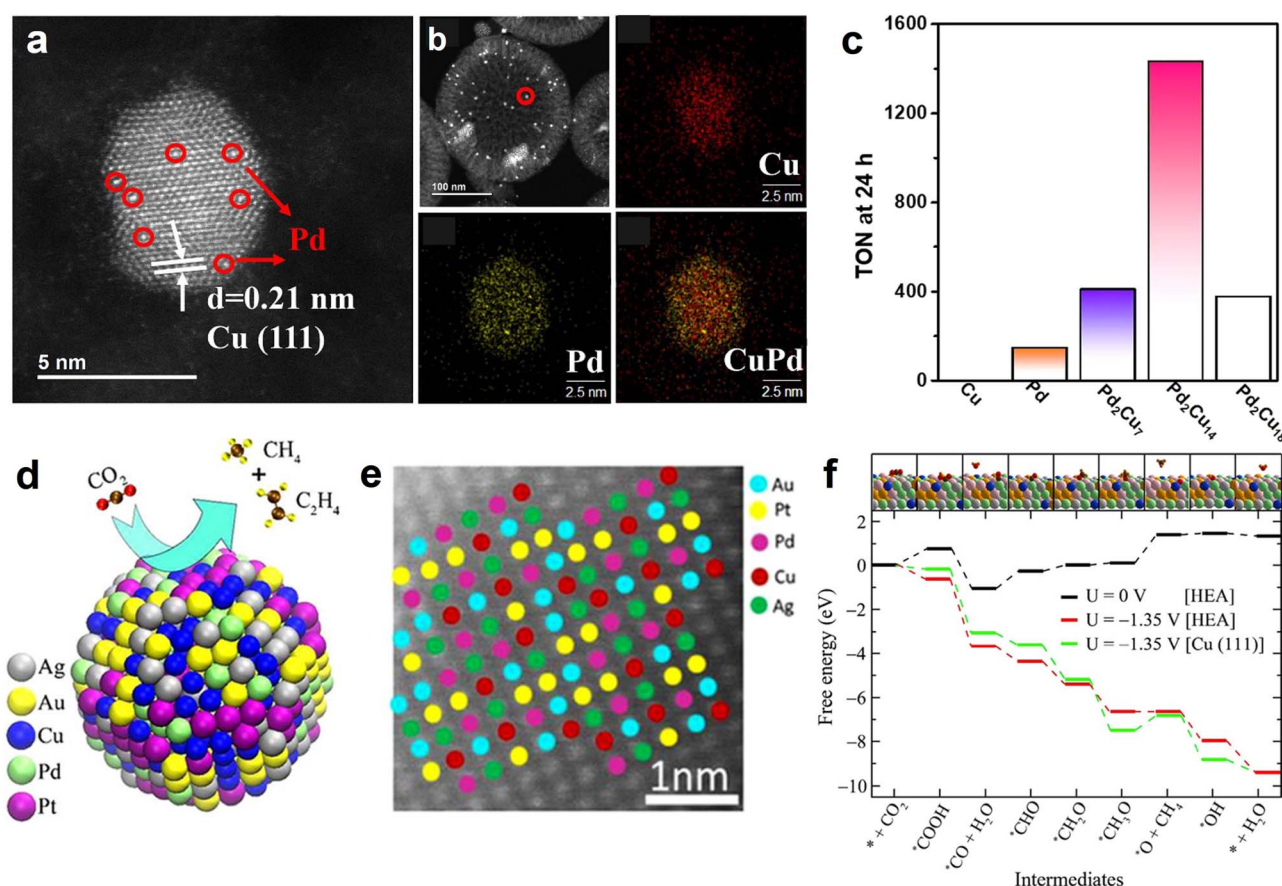 a
Pd
d=0.21 nm
Cu (111)
5 nm
b
100 nm
Cu
2.5 nm
Pd
2.5 nm
CuPd
2.5 nm
c
1600
1200
800
400
0
TON at 24 h
Cu
Pd
Pd₂Cu₇
Pd₂Cu₁₄
Pd₂Cu₁₈
d
CO₂
CH₄
+
C₂H₄
Ag
Au
Cu
Pd
Pt
e
Au
Pt
Pd
Cu
Ag
1nm
f
2
0
−2
−4
−6
−8
−10
Free energy (eV)
U = 0 V [HEA]
U = −1.35 V [HEA]
U = −1.35 V [Cu (111)]
* + CO₂
*COOH
*CO + H₂O
*CHO
*CH₂O
*CH₃O
*O + CH₄
*OH
* + H₂O
Intermediates